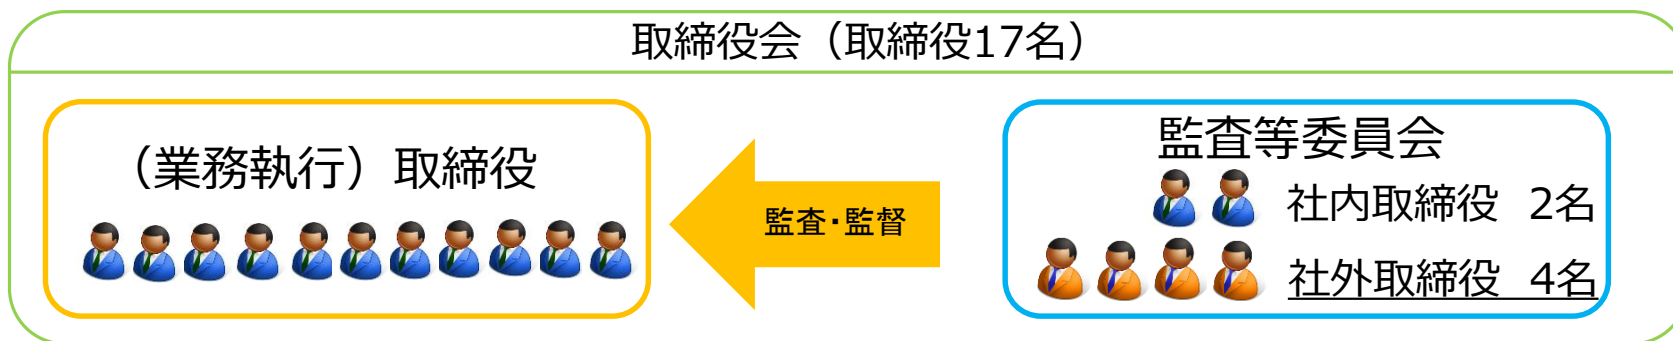 取締役会（取締役17名）
（業務執行）取締役
監査･監督
監査等委員会
社内取締役 2名
社外取締役 4名